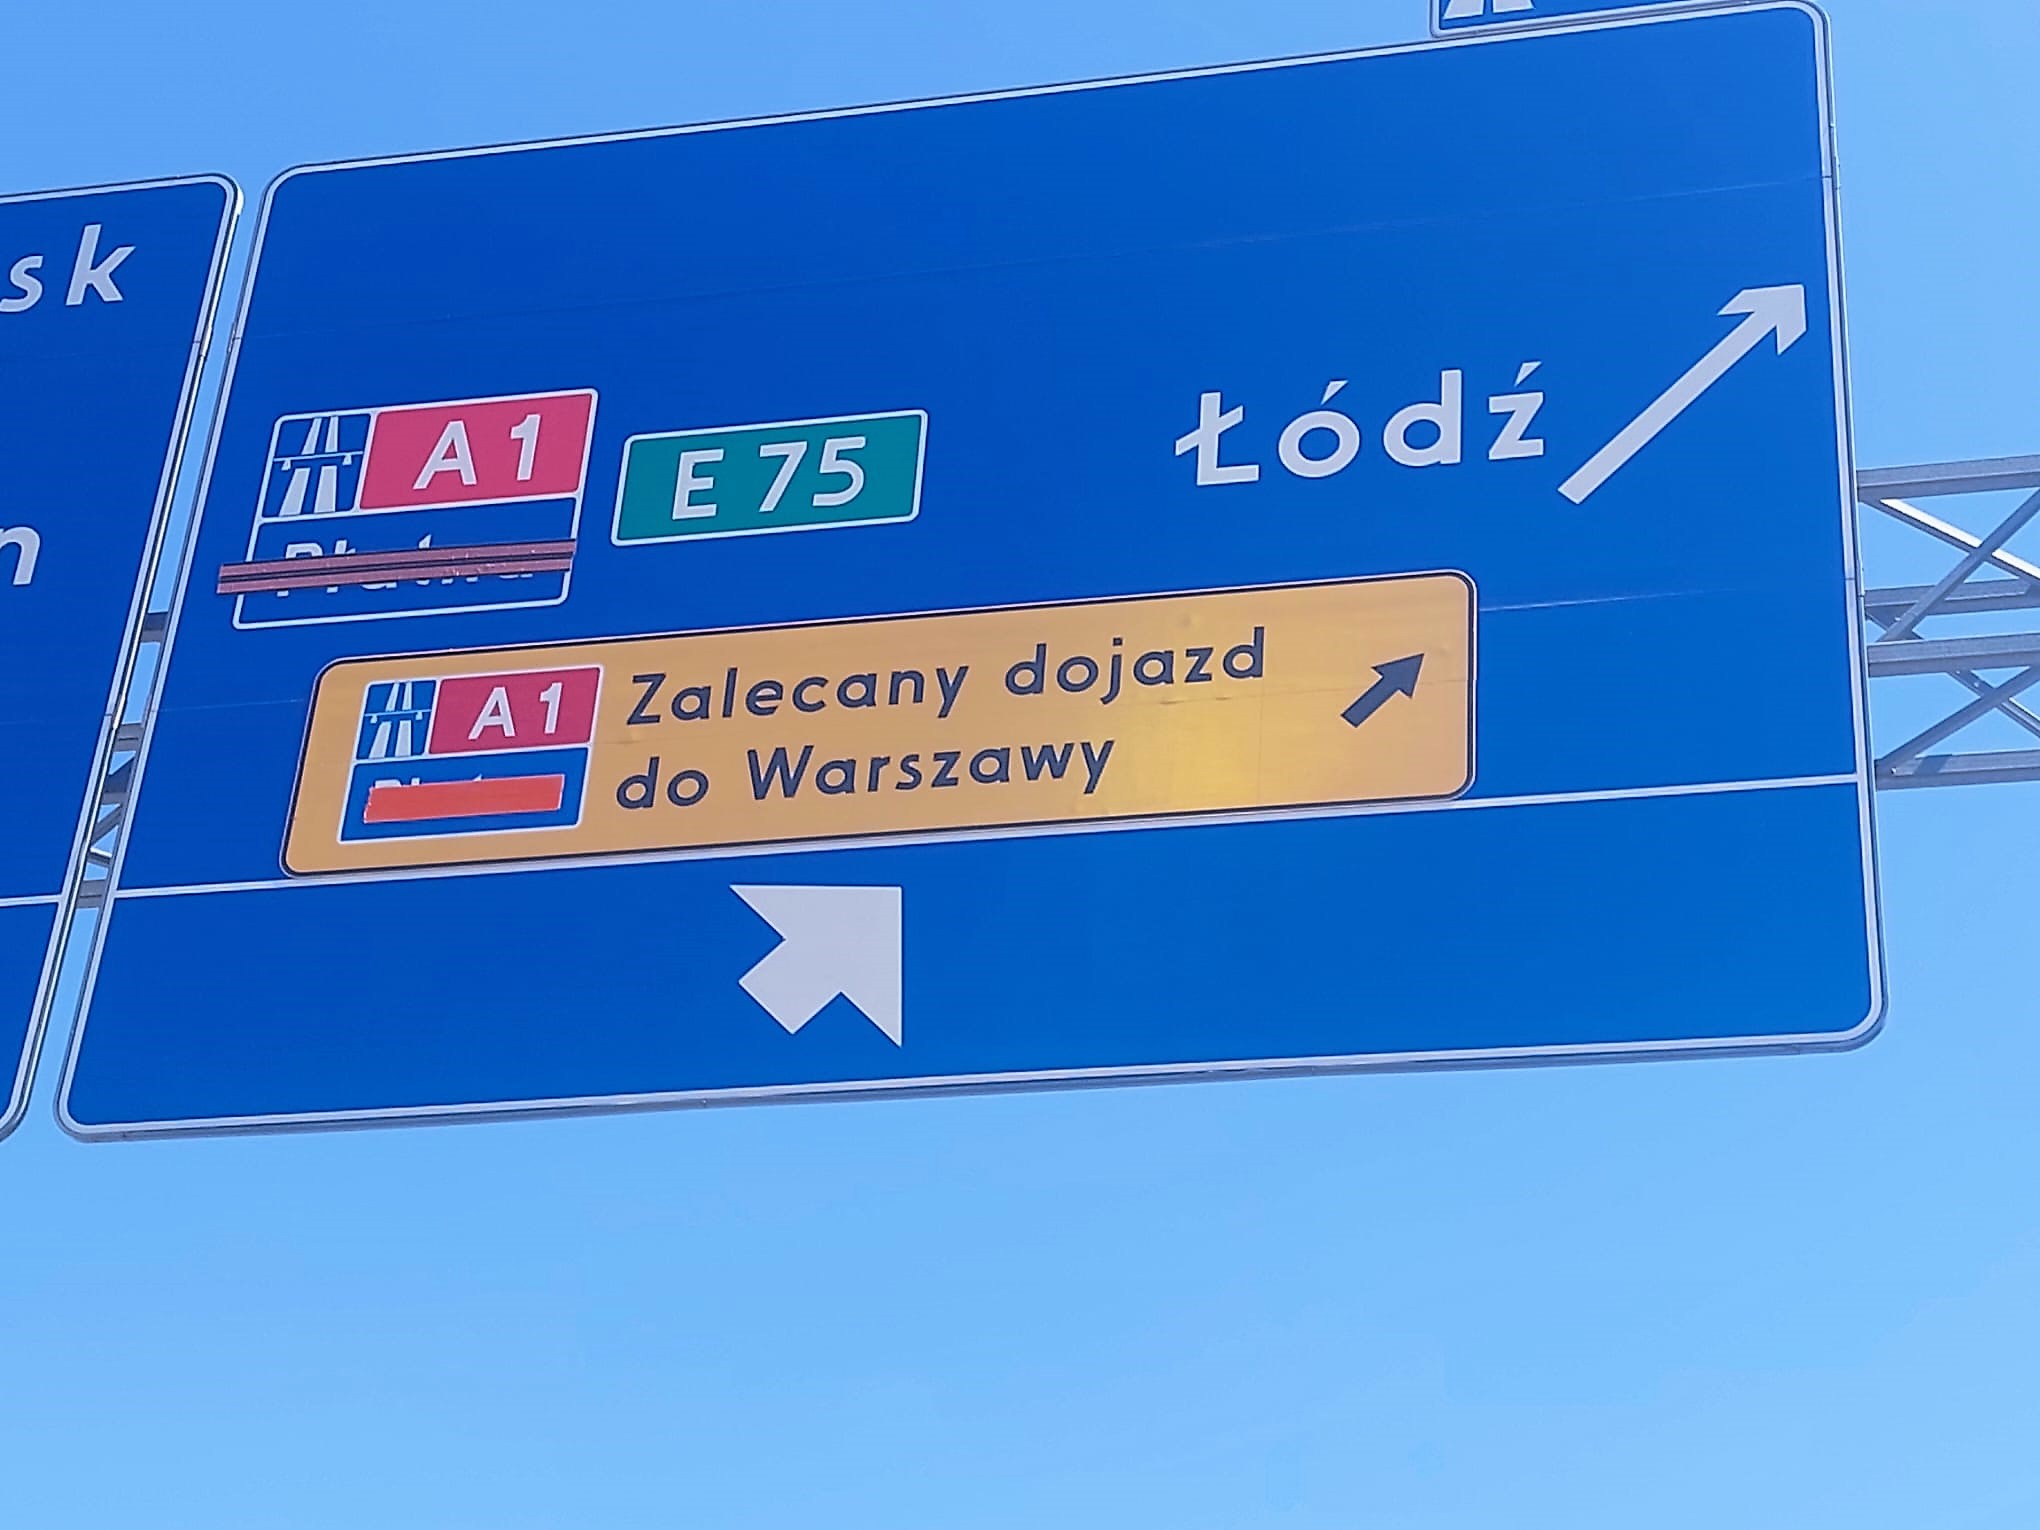 sk
n
A1
E 75
Łódź
A1
Zalecany dojazd
do Warszawy